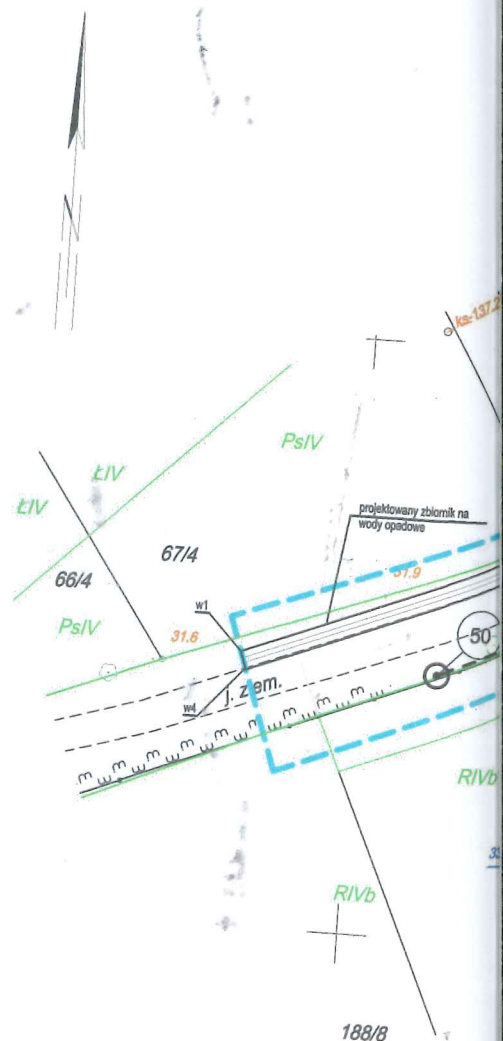 N
ks-137.2
PsIV
ŁIV
ŁIV
projektowany zbiornik na
wody opadowe
67/4
66/4
31.9
w1
PsIV
31.6
50
j. ziem.
w4
RIVb
RIVb
188/8